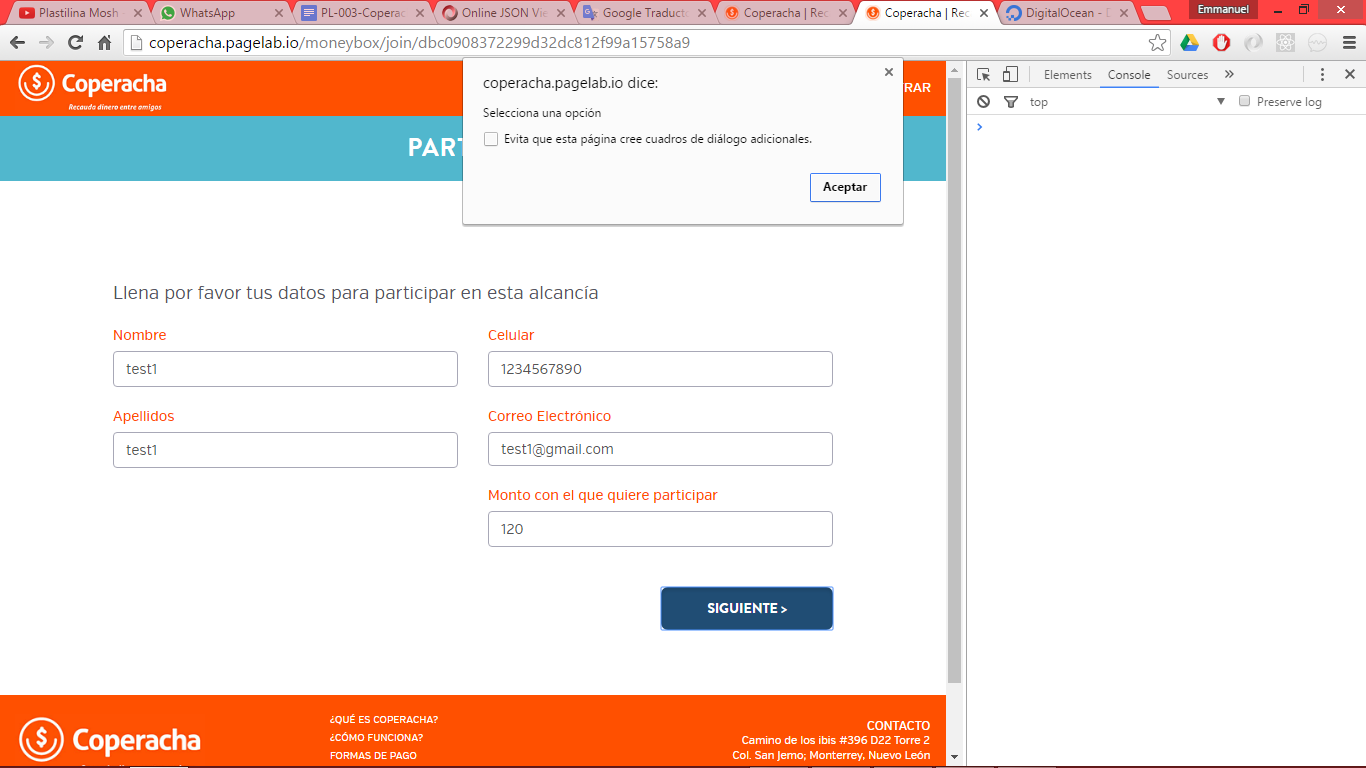 Plastilina Mosh
WhatsApp
PL-003-Coperac
Online JSON Vie
Google Traducto
Coperacha | Rec
Coperacha | Rec
DigitalOcean - D
Emmanuel
coperacha.pagelab.io/moneybox/join/dbc0908372299d32dc812f99a15758a9
Coperacha
Recauda dinero entre amigos
RAR
PART
coperacha.pagelab.io dice:
Selecciona una opción
Evita que esta página cree cuadros de diálogo adicionales.
Aceptar
Elements Console Sources »
top
Preserve log
Llena por favor tus datos para participar en esta alcancía
Nombre
test1
Celular
1234567890
Apellidos
test1
Correo Electrónico
test1@gmail.com
Monto con el que quiere participar
120
SIGUIENTE >
Coperacha
¿QUÉ ES COPERACHA?
¿CÓMO FUNCIONA?
FORMAS DE PAGO
CONTACTO
Camino de los ibis #396 D22 Torre 2
Col. San Jemo; Monterrey, Nuevo León